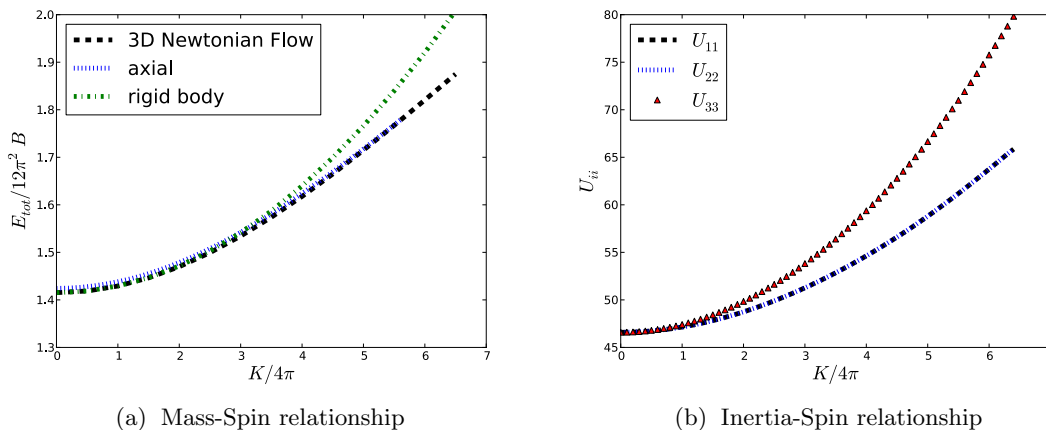 2.0
1.9
1.8
1.7
1.6
1.5
1.4
1.3
E_tot/12π² B
3D Newtonian Flow
axial
rigid body
0 1 2 3 4 5 6 7
K/4π
(a) Mass-Spin relationship
80
75
70
65
60
55
50
45
U_ii
U_11
U_22
U_33
0 1 2 3 4 5 6
K/4π
(b) Inertia-Spin relationship